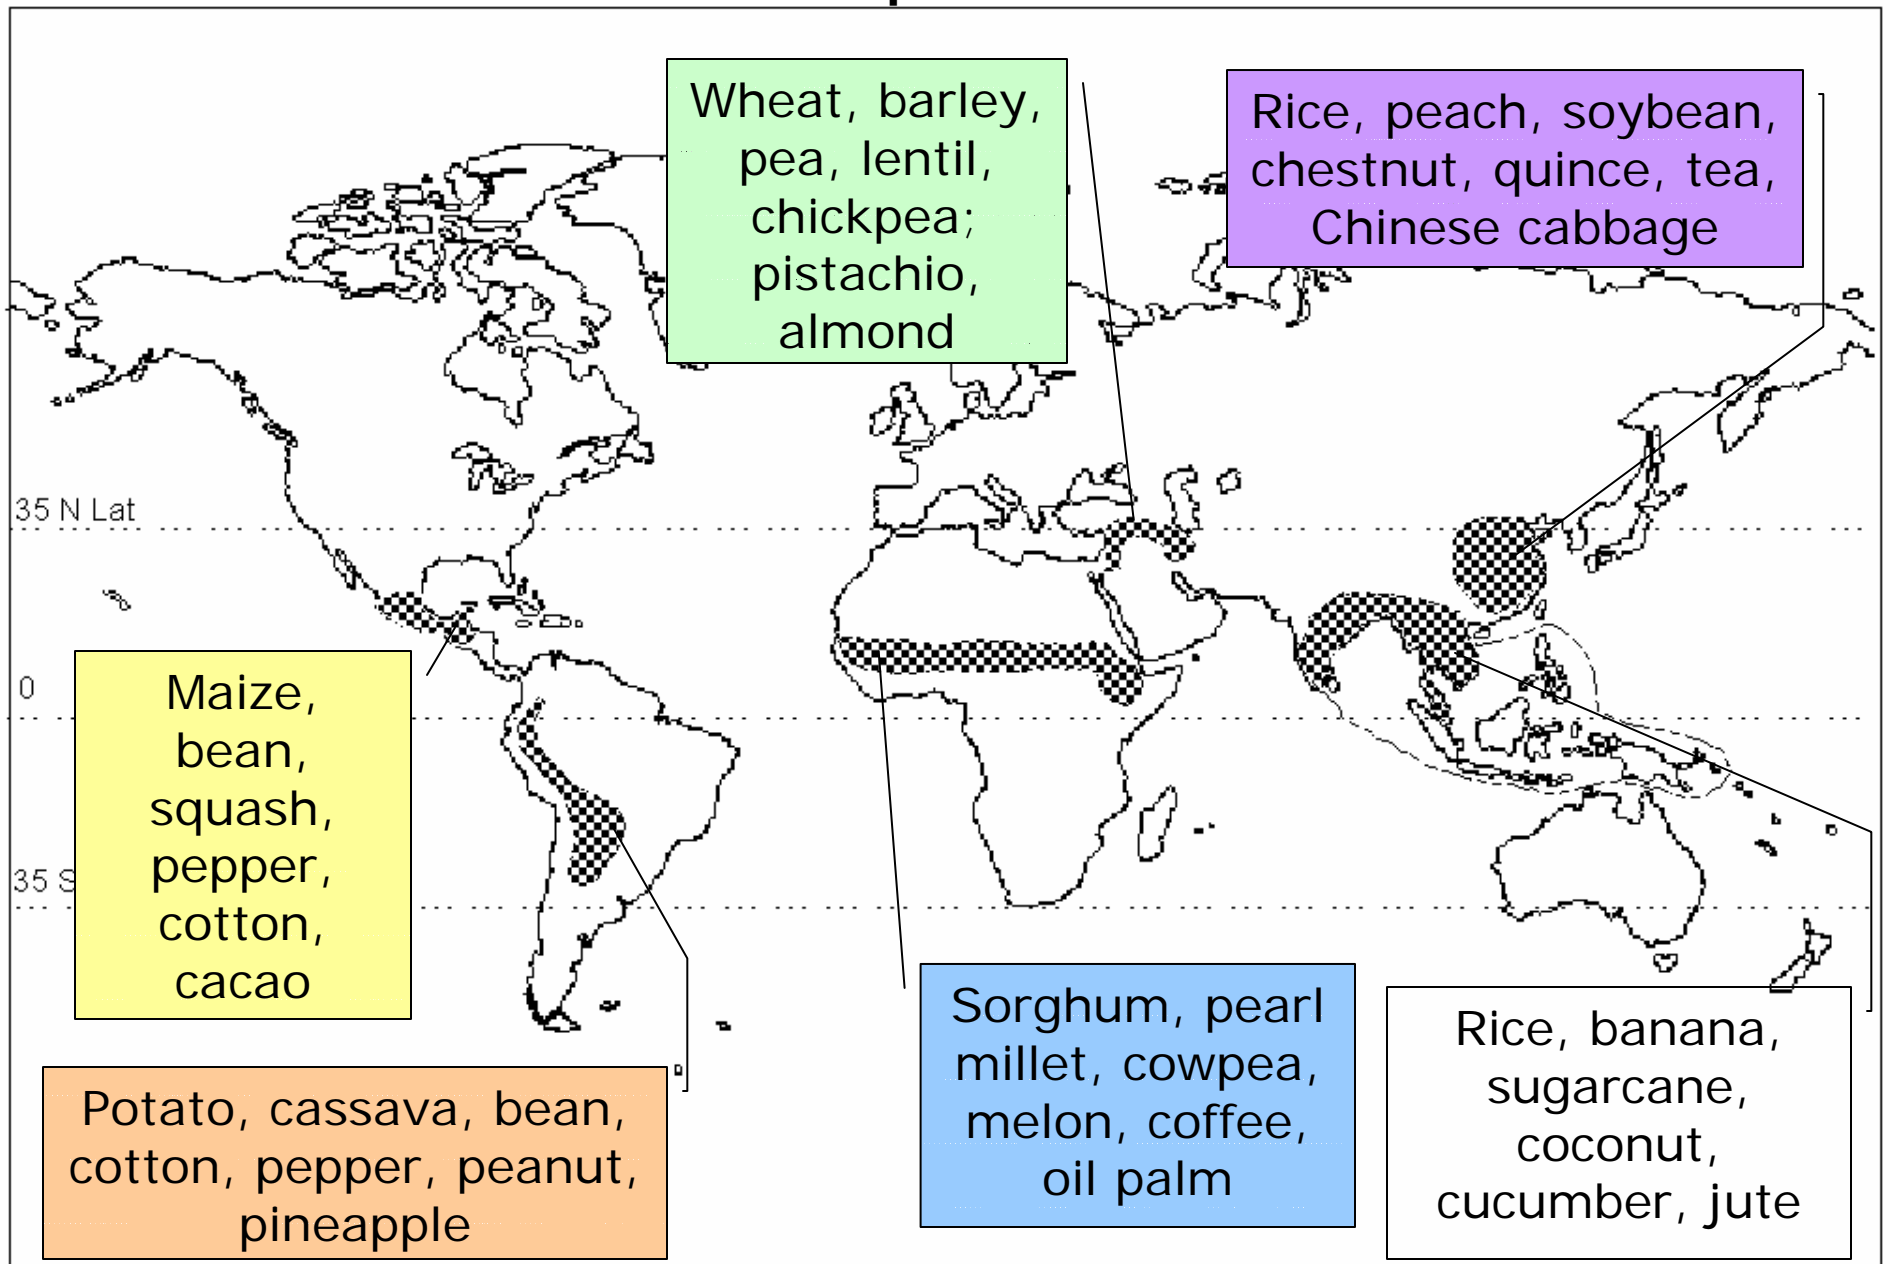 Wheat, barley,
pea, lentil,
chickpea;
pistachio,
almond
Rice, peach, soybean,
chestnut, quince, tea,
Chinese cabbage
35 N Lat
0
Maize,
bean,
squash,
pepper,
cotton,
cacao
35 S
Potato, cassava, bean,
cotton, pepper, peanut,
pineapple
Sorghum, pearl
millet, cowpea,
melon, coffee,
oil palm
Rice, banana,
sugarcane,
coconut,
cucumber, jute